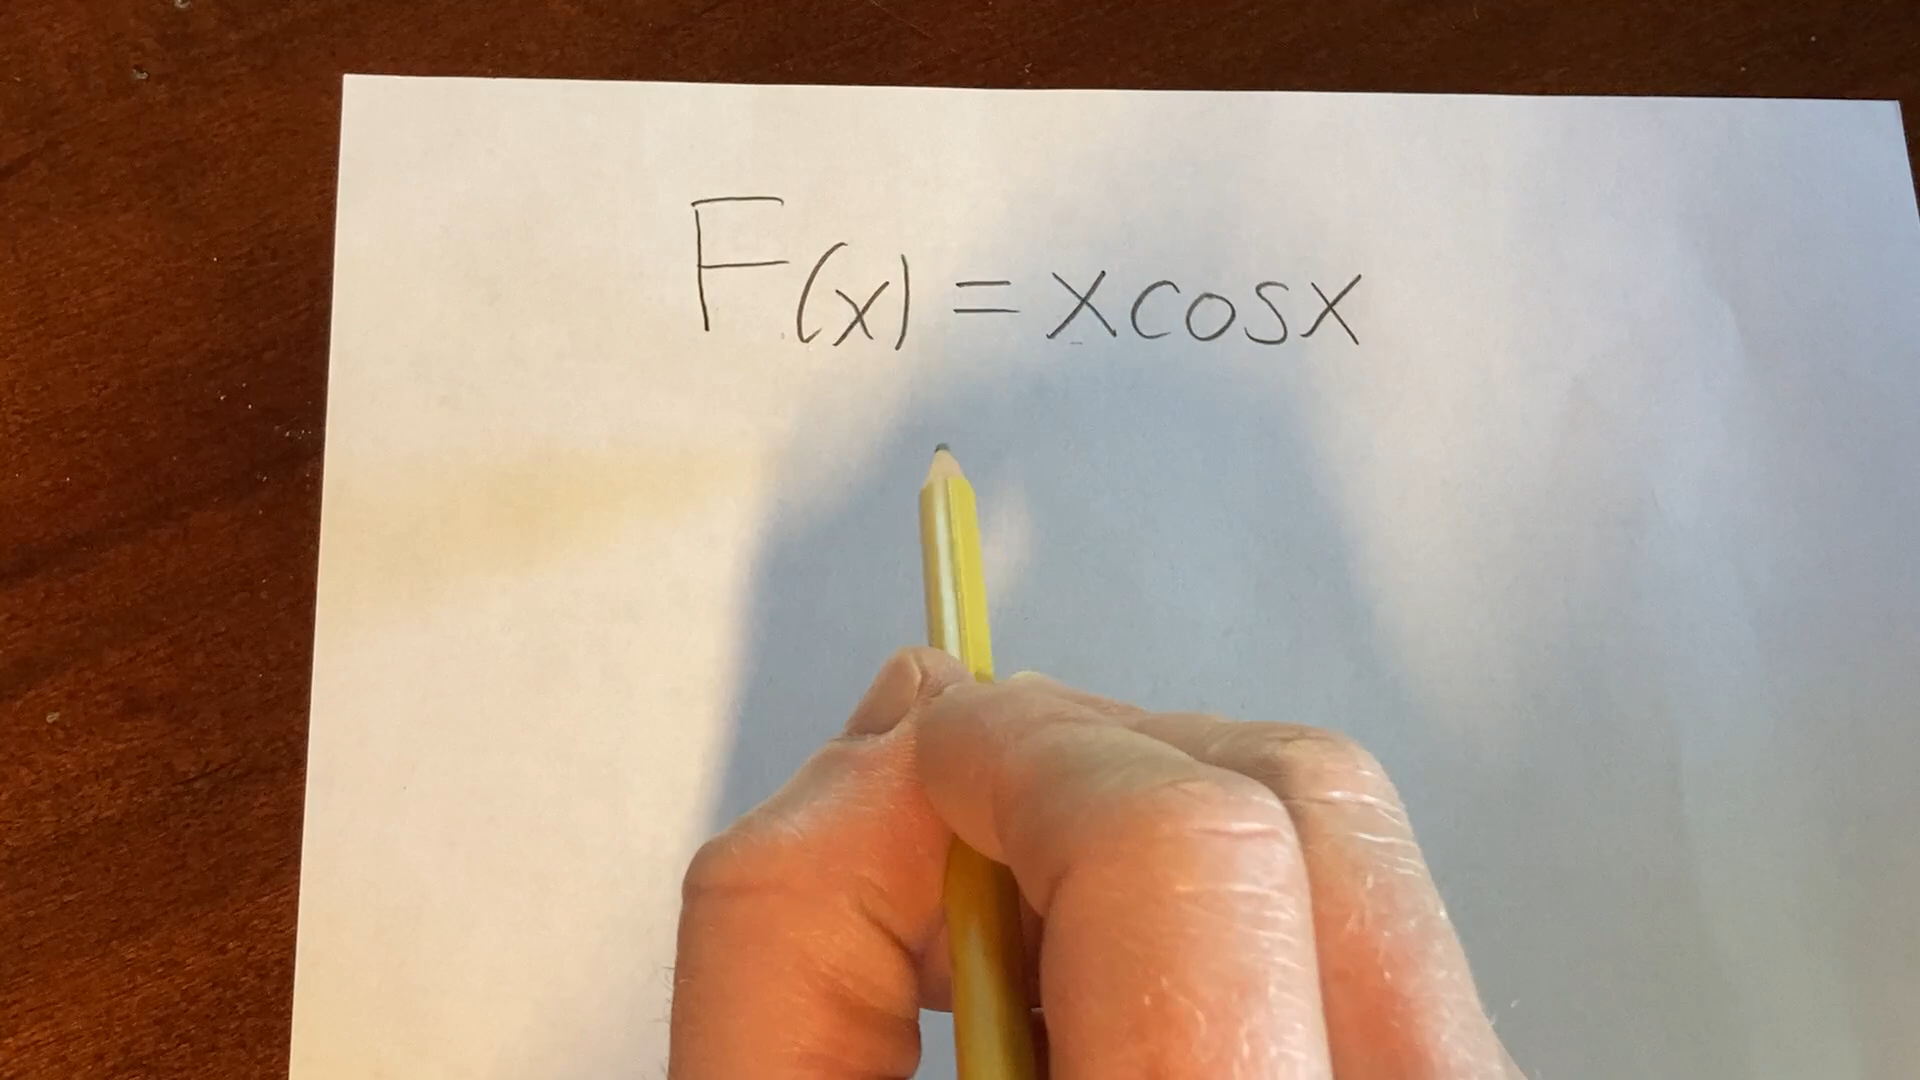 F(x) = xcosx